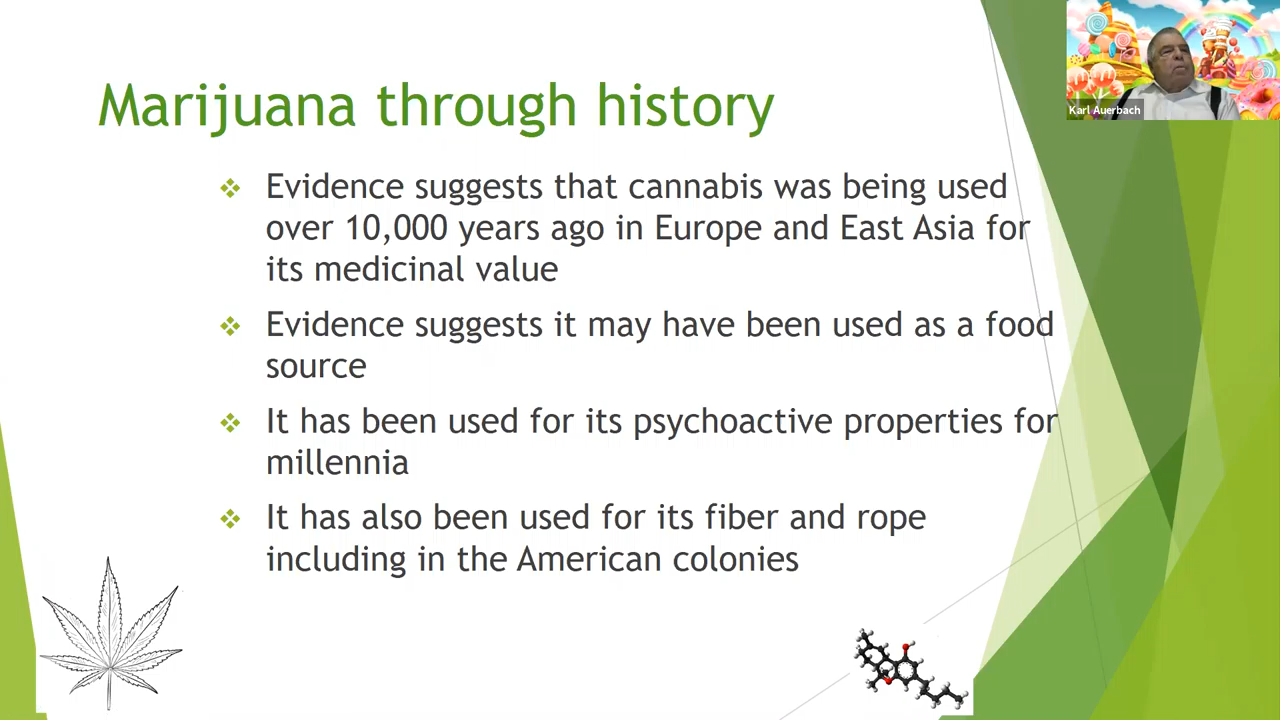 Marijuana through history
Karl Auerbach
Evidence suggests that cannabis was being used
over 10,000 years ago in Europe and East Asia for
its medicinal value
Evidence suggests it may have been used as a food
source
It has been used for its psychoactive properties for
millennia
It has also been used for its fiber and rope
including in the American colonies